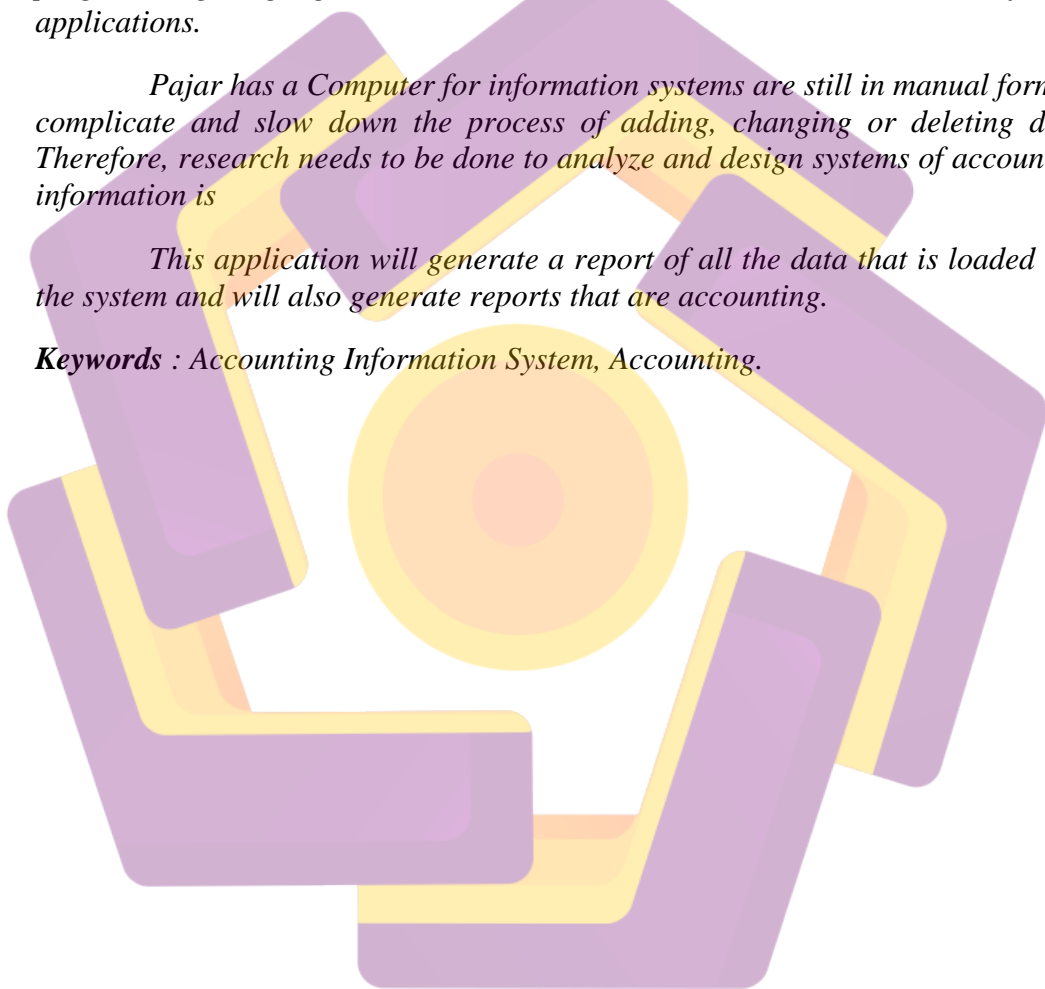 applications.
Pajar has a Computer for information systems are still in manual form
complicate and slow down the process of adding, changing or deleting d
Therefore, research needs to be done to analyze and design systems of accoun
information is
This application will generate a report of all the data that is loaded
the system and will also generate reports that are accounting.
Keywords : Accounting Information System, Accounting.